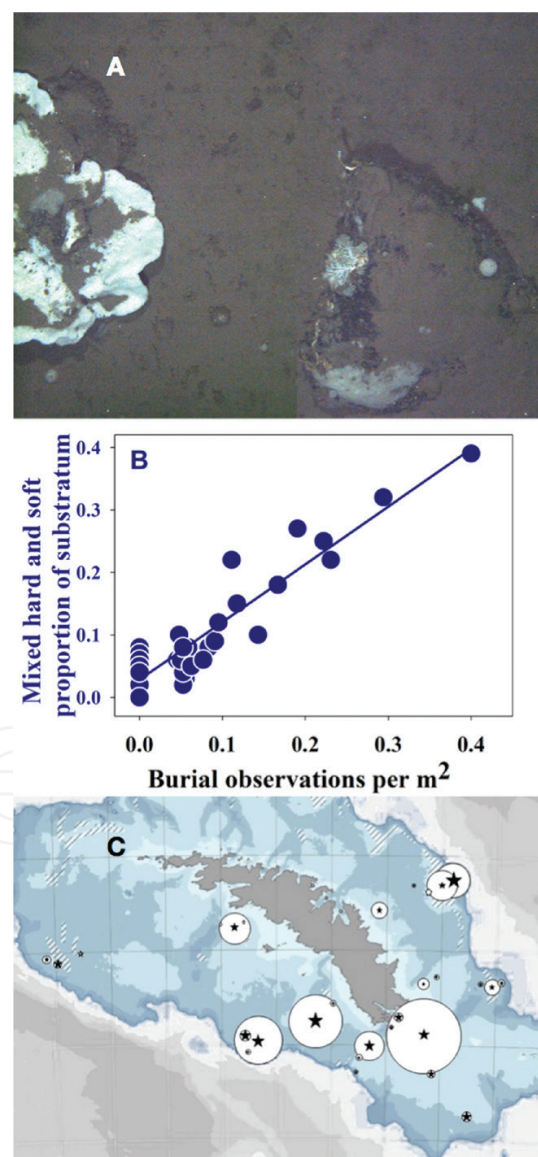 A
B
Mixed hard and soft
proportion of substratum
0.4
0.3
0.2
0.1
0.0
0.0 0.1 0.2 0.3 0.4
Burial observations per m²
C